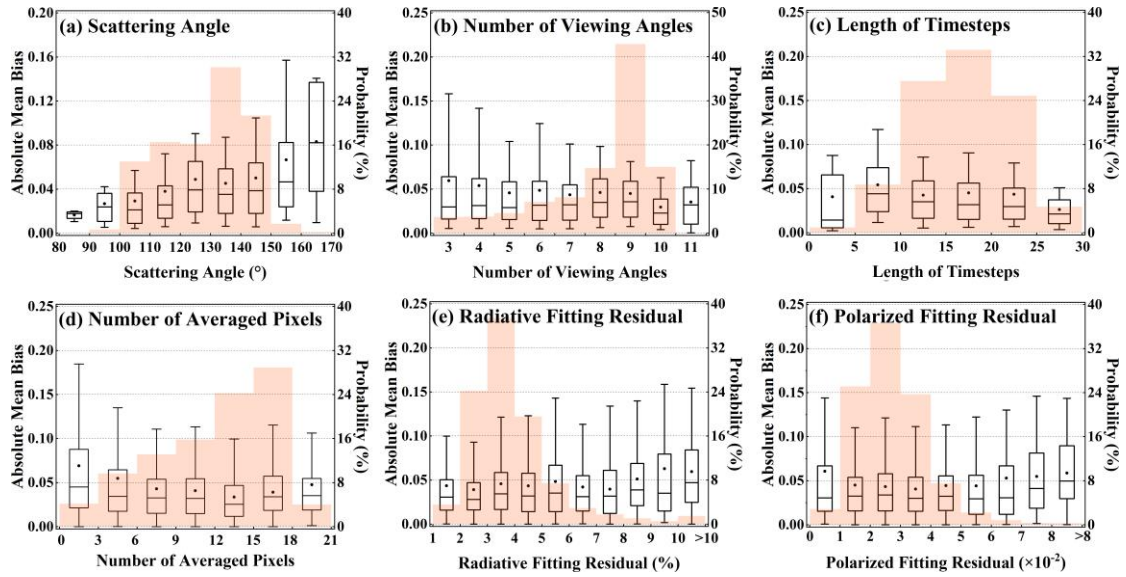 (a) Scattering Angle
0.20 0.16 0.12 0.08 0.04 0.00
Absolute Mean Bias
40 32 24 16 8 0
Probability (%)
80 90 100 110 120 130 140 150 160 170
Scattering Angle (°)
(b) Number of Viewing Angles
0.25 0.20 0.15 0.10 0.05 0.00
Absolute Mean Bias
50 40 30 20 10 0
Probability (%)
3 4 5 6 7 8 9 10 11
Number of Viewing Angles
(c) Length of Timesteps
0.25 0.20 0.15 0.10 0.05 0.00
Absolute Mean Bias
40 32 24 16 8 0
Probability (%)
0 5 10 15 20 25 30
Length of Timesteps
(d) Number of Averaged Pixels
0.25 0.20 0.15 0.10 0.05 0.00
Absolute Mean Bias
40 32 24 16 8 0
Probability (%)
0 3 6 9 12 15 18 21
Number of Averaged Pixels
(e) Radiative Fitting Residual
0.25 0.20 0.15 0.10 0.05 0.00
Absolute Mean Bias
40 32 24 16 8 0
Probability (%)
1 2 3 4 5 6 7 8 9 10 >10
Radiative Fitting Residual (%)
(f) Polarized Fitting Residual
0.25 0.20 0.15 0.10 0.05 0.00
Absolute Mean Bias
40 32 24 16 8 0
Probability (%)
0 1 2 3 4 5 6 7 8 >8
Polarized Fitting Residual (×10⁻²)